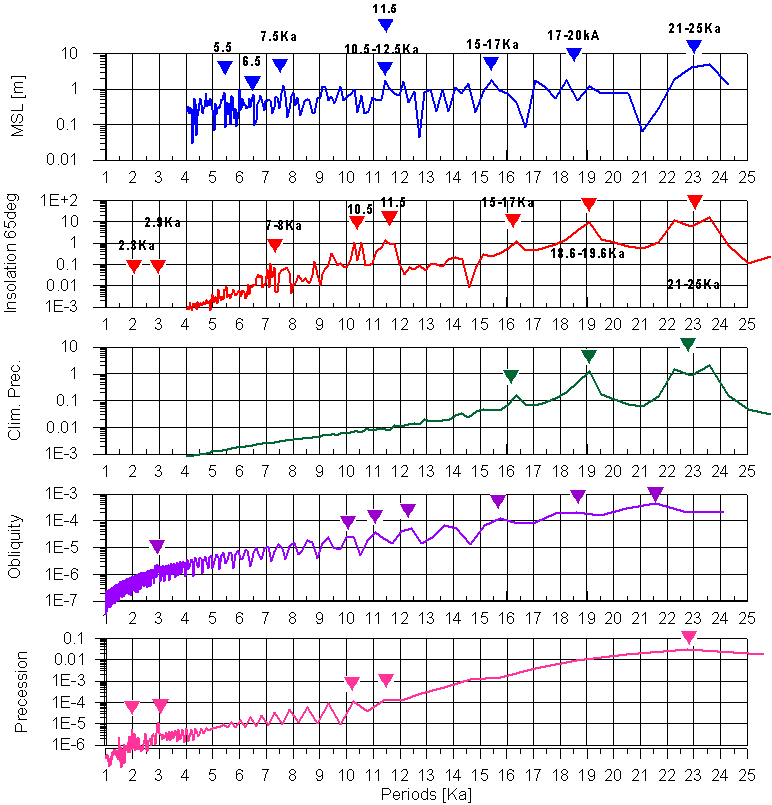 11.5
7.5Ka
5.5
6.5
10.5-12.5Ka
15-17Ka
17-20kA
21-25Ka
MSL [m]
10
1
0.1
0.01
1 2 3 4 5 6 7 8 9 10 11 12 13 14 15 16 17 18 19 20 21 22 23 24 25
Insolation 65deg
1E+2
10
1
0.1
0.01
1E-3
2.3Ka
2.9Ka
7-8Ka
10.5
11.5
15-17Ka
18.6-19.6Ka
21-25Ka
1 2 3 4 5 6 7 8 9 10 11 12 13 14 15 16 17 18 19 20 21 22 23 24 25
Clim. Prec.
10
1
0.1
0.01
1E-3
1 2 3 4 5 6 7 8 9 10 11 12 13 14 15 16 17 18 19 20 21 22 23 24 25
Obliquity
1E-3
1E-4
1E-5
1E-6
1E-7
1 2 3 4 5 6 7 8 9 10 11 12 13 14 15 16 17 18 19 20 21 22 23 24 25
Precession
0.1
0.01
1E-3
1E-4
1E-5
1E-6
1 2 3 4 5 6 7 8 9 10 11 12 13 14 15 16 17 18 19 20 21 22 23 24 25
Periods [Ka]